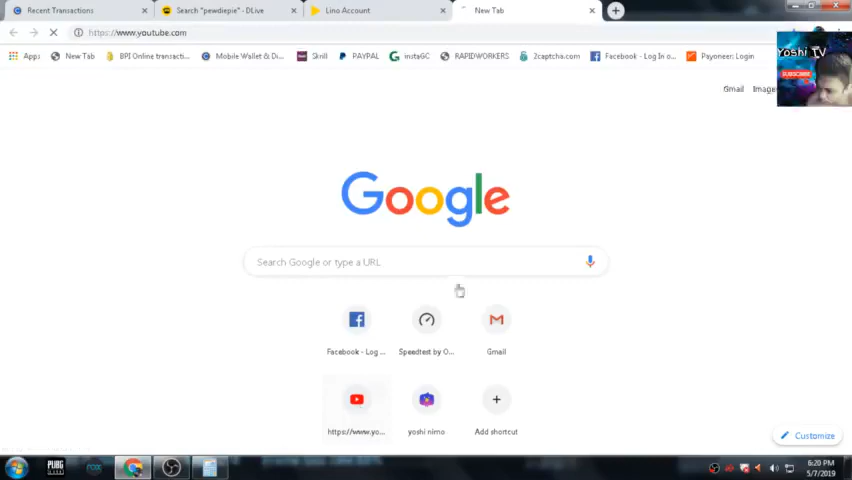 Recent Transactions
Search "pewdiepie" - DLive
Lino Account
New Tab
https://www.youtube.com
Apps
New Tab
BPI Online transacti...
Mobile Wallet & Di...
Skrill
PAYPAL
instaGC
RAPIDWORKERS
2captcha.com
Facebook - Log In o...
Payoneer: Login
Yoshi TV
SUBSCRIBE
Gmail
Google
Search Google or type a URL
Facebook - Log ...
Speedtest by O...
Gmail
https://www.yo...
yoshi nimo
Add shortcut
Customize
PUBG
nox
6:20 PM
5/7/2019